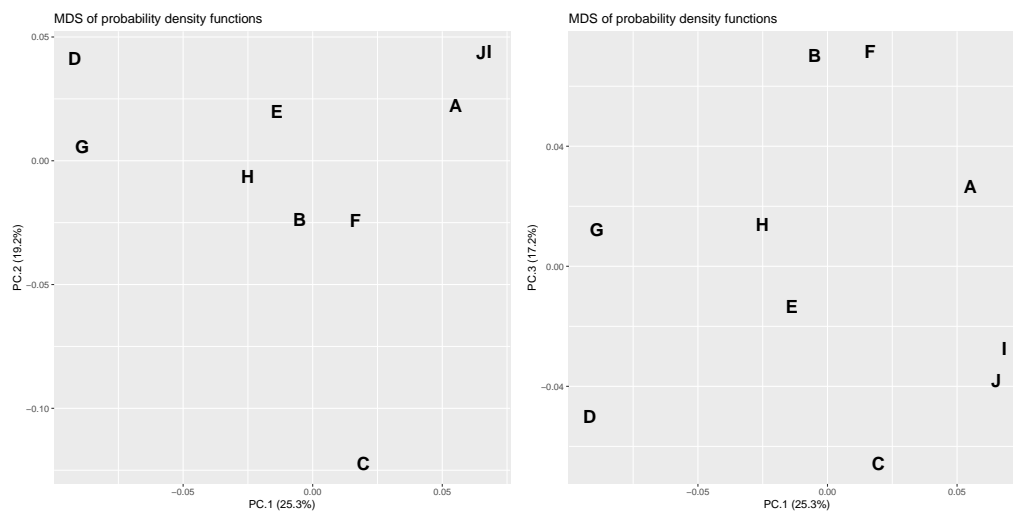 MDS of probability density functions
0.05
D
JI
A
E
G
0.00
H
B
F
PC.2 (19.2%)
−0.05
−0.10
C
−0.05
0.00
0.05
PC.1 (25.3%)
MDS of probability density functions
B
F
0.04
A
H
G
PC.3 (17.2%)
0.00
E
I
J
−0.04
D
C
−0.05
0.00
0.05
PC.1 (25.3%)